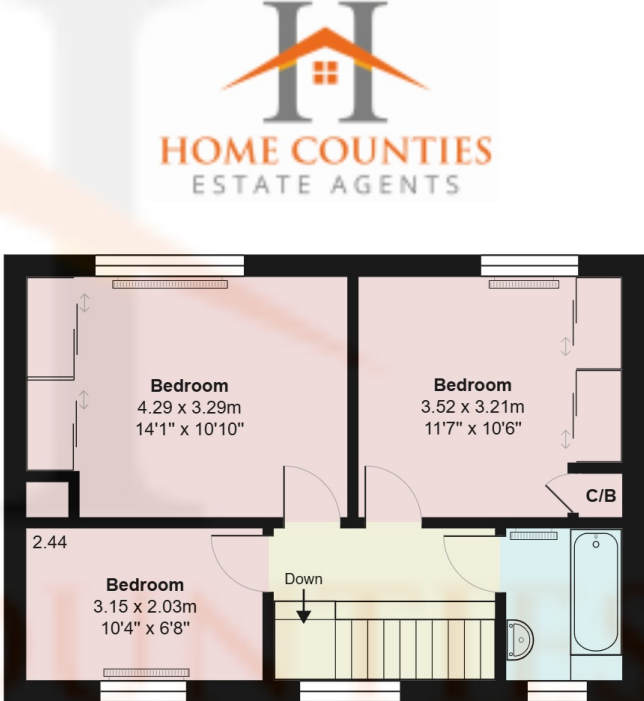 H
HOME COUNTIES
ESTATE AGENTS
Bedroom
4.29 x 3.29m
14'1" x 10'10"
Bedroom
3.52 x 3.21m
11'7" x 10'6"
C/B
2.44
Bedroom
3.15 x 2.03m
10'4" x 6'8"
Down